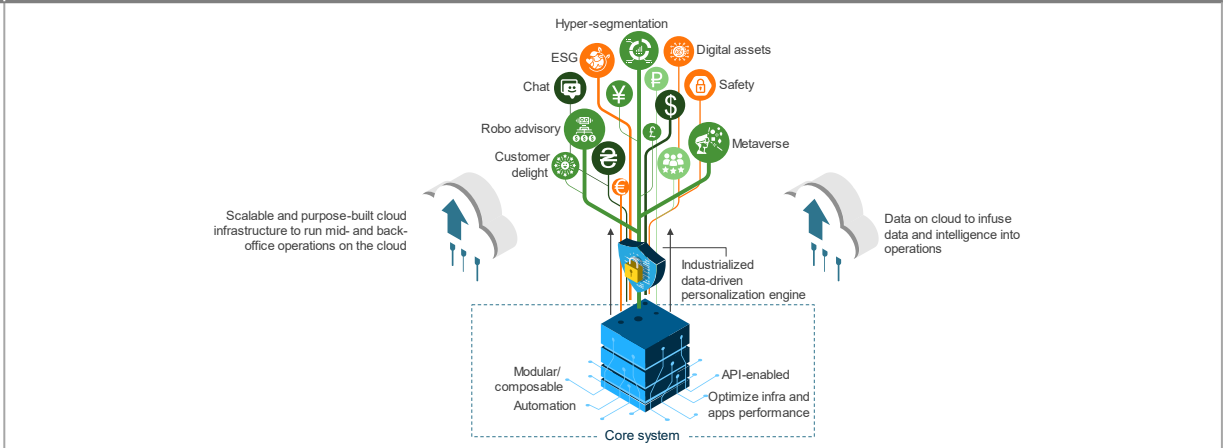 Hyper-segmentation
ESG
Digital assets
Chat
Safety
¥
₽
$
Robo advisory
£
Metaverse
Customer
delight
₴
€
$ $ $
Scalable and purpose-built cloud
infrastructure to run mid- and back-
office operations on the cloud
Data on cloud to infuse
data and intelligence into
operations
Industrialized
data-driven
personalization engine
Modular/
composable
Automation
API-enabled
Optimize infra and
apps performance
Core system